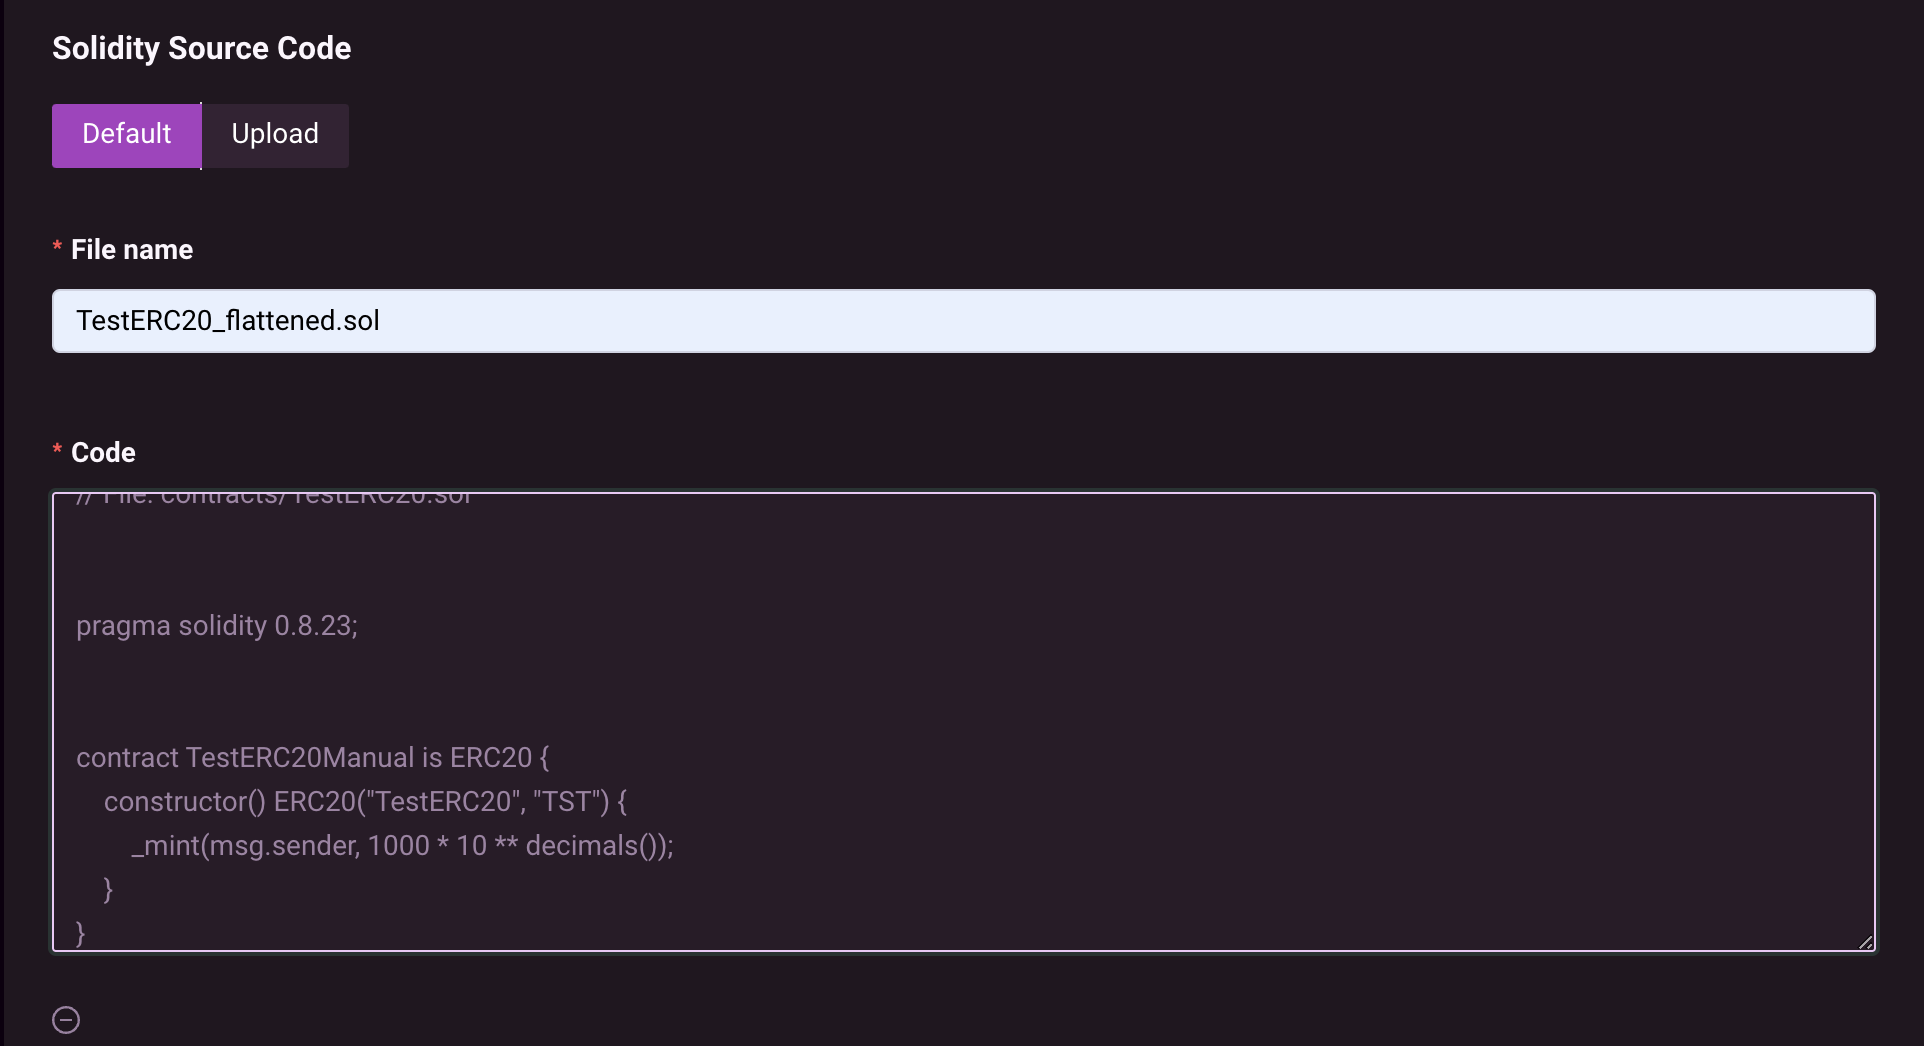 Solidity Source Code
Default
Upload
* File name
TestERC20_flattened.sol
* Code
// File: contracts/TestERC20.sol
pragma solidity 0.8.23;
contract TestERC20Manual is ERC20 {
constructor() ERC20("TestERC20", "TST") {
_mint(msg.sender, 1000 * 10 ** decimals());
}
}